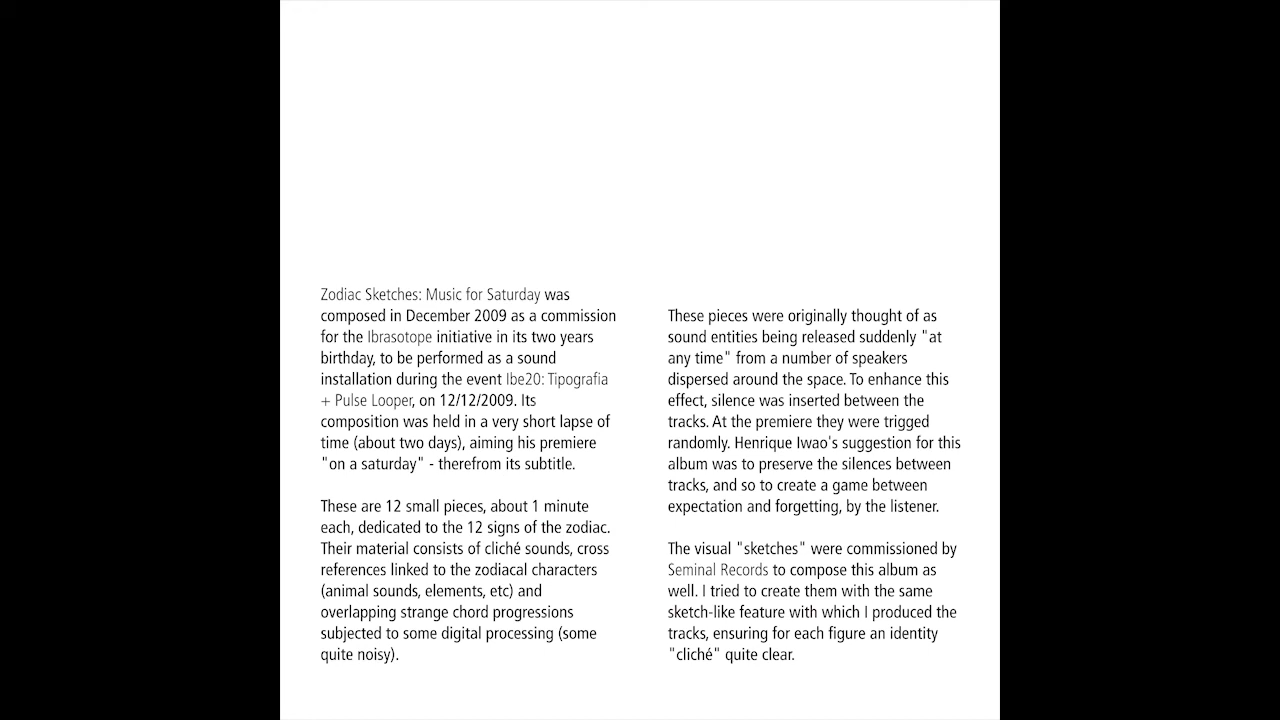 Zodiac Sketches: Music for Saturday was
composed in December 2009 as a commission
for the Ibrasotope initiative in its two years
birthday, to be performed as a sound
installation during the event Ibe20: Tipografia
+ Pulse Looper, on 12/12/2009. Its
composition was held in a very short lapse of
time (about two days), aiming his premiere
"on a saturday" - therefrom its subtitle.
These are 12 small pieces, about 1 minute
each, dedicated to the 12 signs of the zodiac.
Their material consists of cliché sounds, cross
references linked to the zodiacal characters
(animal sounds, elements, etc) and
overlapping strange chord progressions
subjected to some digital processing (some
quite noisy).
These pieces were originally thought of as
sound entities being released suddenly "at
any time" from a number of speakers
dispersed around the space. To enhance this
effect, silence was inserted between the
tracks. At the premiere they were trigged
randomly. Henrique Iwao's suggestion for this
album was to preserve the silences between
tracks, and so to create a game between
expectation and forgetting, by the listener.
The visual "sketches" were commissioned by
Seminal Records to compose this album as
well. I tried to create them with the same
sketch-like feature with which I produced the
tracks, ensuring for each figure an identity
"cliché" quite clear.